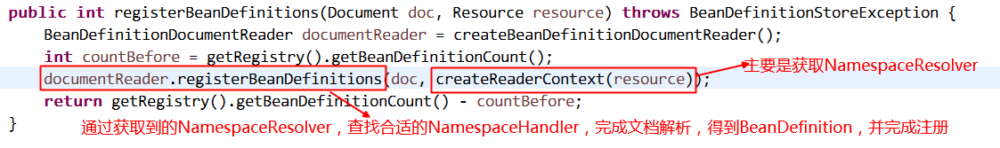 public int registerBeanDefinitions(Document doc, Resource resource) throws BeanDefinitionStoreException {
BeanDefinitionDocumentReader documentReader = createBeanDefinitionDocumentReader();
int countBefore = getRegistry().getBeanDefinitionCount();
主要是获取NamespaceResolver
documentReader.registerBeanDefinitions(doc, createReaderContext(resource));
return getRegistry().getBeanDefinitionCount() - countBefore;
}
通过获取到的NamespaceResolver，查找合适的NamespaceHandler，完成文档解析，得到BeanDefinition，并完成注册